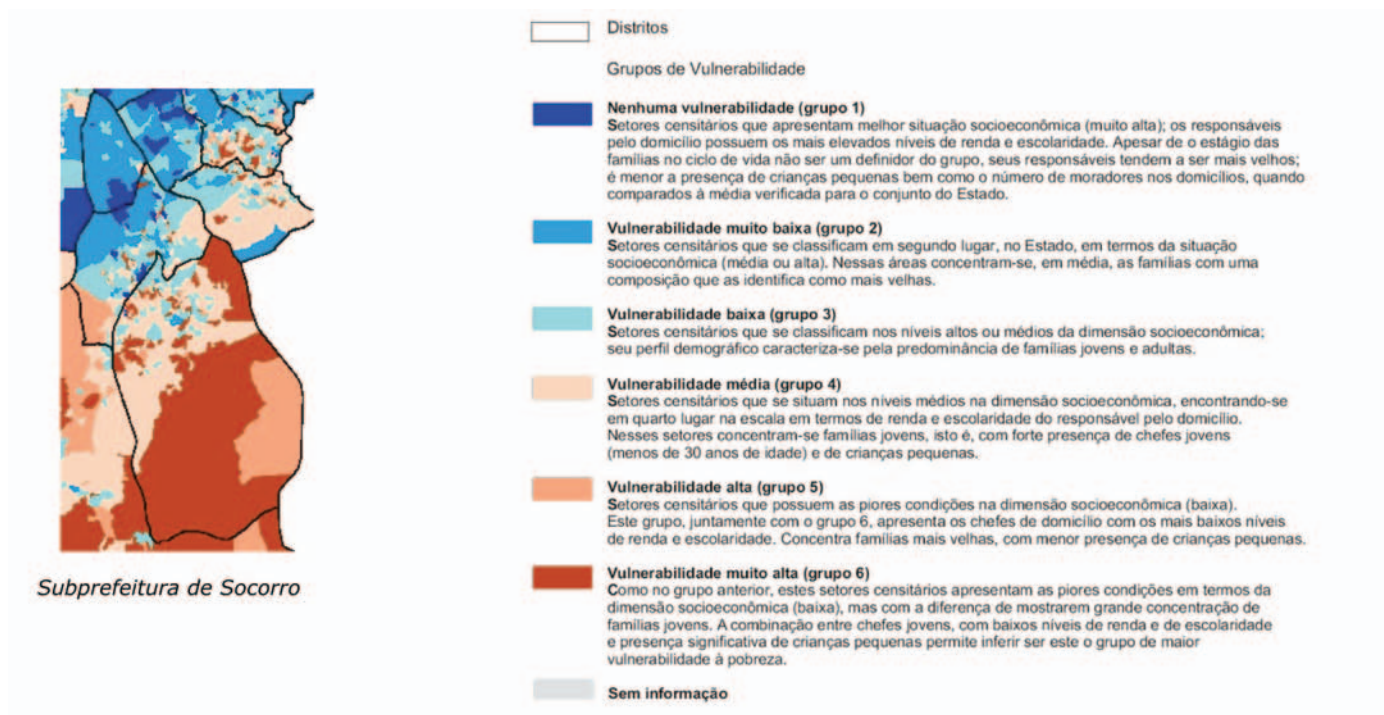 Distritos
Grupos de Vulnerabilidade
Nenhuma vulnerabilidade (grupo 1)
Setores censitários que apresentam melhor situação socioeconômica (muito alta); os responsáveis
pelo domicílio possuem os mais elevados níveis de renda e escolaridade. Apesar de o estágio das
famílias no ciclo de vida não ser um definidor do grupo, seus responsáveis tendem a ser mais velhos;
é menor a presença de crianças pequenas bem como o número de moradores nos domicílios, quando
comparados à média verificada para o conjunto do Estado.
Vulnerabilidade muito baixa (grupo 2)
Setores censitários que se classificam em segundo lugar, no Estado, em termos da situação
socioeconômica (média ou alta). Nessas áreas concentram-se, em média, as famílias com uma
composição que as identifica como mais velhas.
Vulnerabilidade baixa (grupo 3)
Setores censitários que se classificam nos níveis altos ou médios da dimensão socioeconômica;
seu perfil demográfico caracteriza-se pela predominância de famílias jovens e adultas.
Vulnerabilidade média (grupo 4)
Setores censitários que se situam nos níveis médios na dimensão socioeconômica, encontrando-se
em quarto lugar na escala em termos de renda e escolaridade do responsável pelo domicílio.
Nesses setores concentram-se famílias jovens, isto é, com forte presença de chefes jovens
(menos de 30 anos de idade) e de crianças pequenas.
Vulnerabilidade alta (grupo 5)
Setores censitários que possuem as piores condições na dimensão socioeconômica (baixa).
Este grupo, juntamente com o grupo 6, apresenta os chefes de domicílio com os mais baixos níveis
de renda e escolaridade. Concentra famílias mais velhas, com menor presença de crianças pequenas.
Vulnerabilidade muito alta (grupo 6)
Como no grupo anterior, estes setores censitários apresentam as piores condições em termos da
dimensão socioeconômica (baixa), mas com a diferença de mostrarem grande concentração de
famílias jovens. A combinação entre chefes jovens, com baixos níveis de renda e de escolaridade
e presença significativa de crianças pequenas permite inferir ser este o grupo de maior
vulnerabilidade à pobreza.
Sem informação
Subprefeitura de Socorro